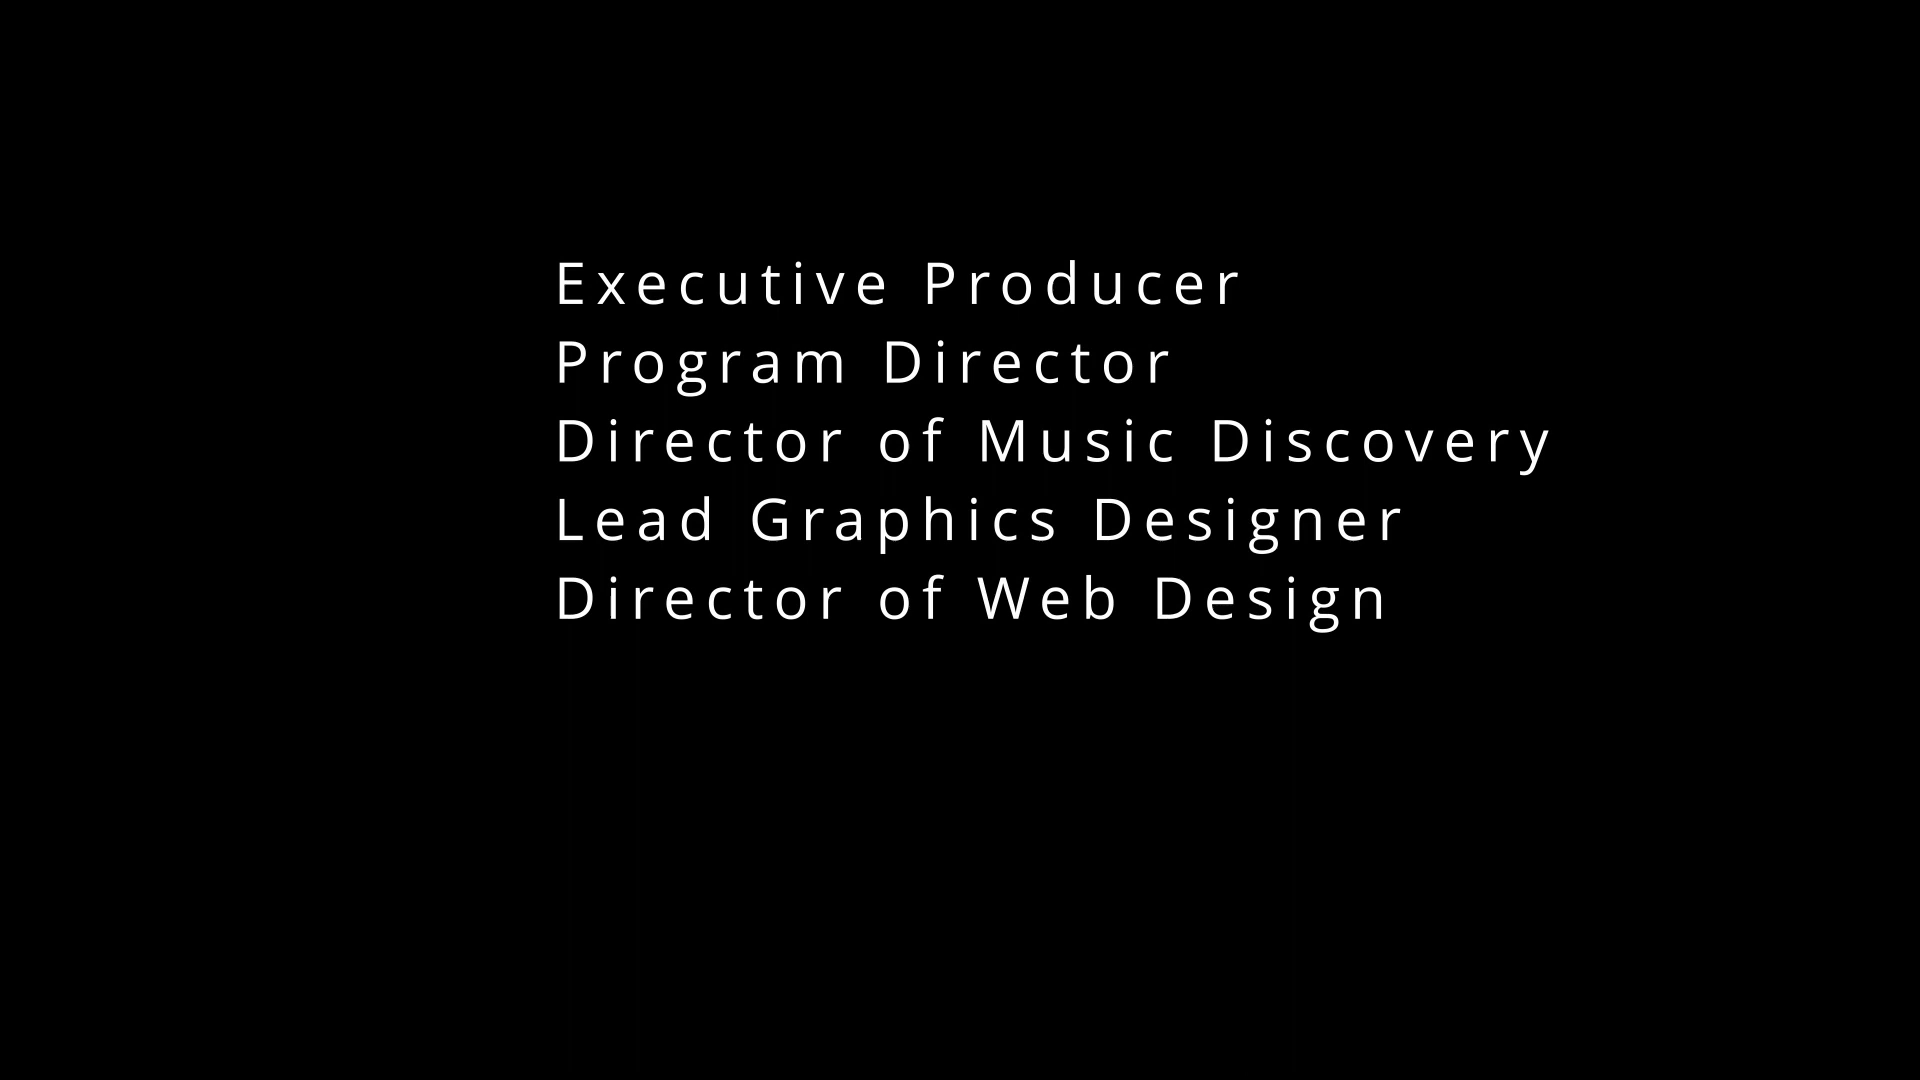 Executive Producer
Program Director
Director of Music Discovery
Lead Graphics Designer
Director of Web Design